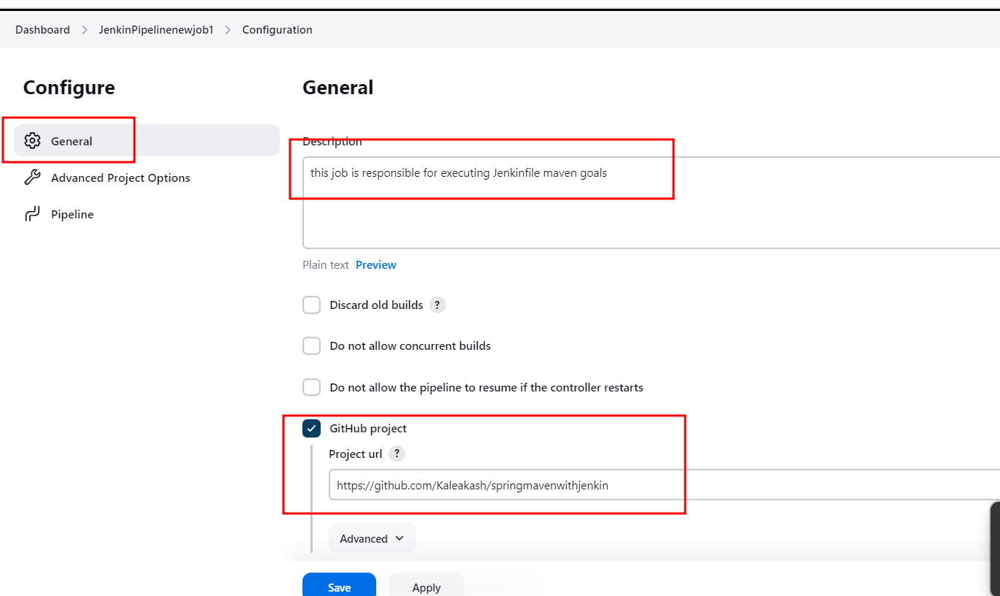 Dashboard > JenkinPipelinenewjob1 > Configuration
Configure
General
Advanced Project Options
Pipeline
General
Description
this job is responsible for executing Jenkinfile maven goals
Plain text Preview
Discard old builds ?
Do not allow concurrent builds
Do not allow the pipeline to resume if the controller restarts
GitHub project
Project url ?
https://github.com/Kaleakash/springmavenwithjenkin
Advanced
Save Apply